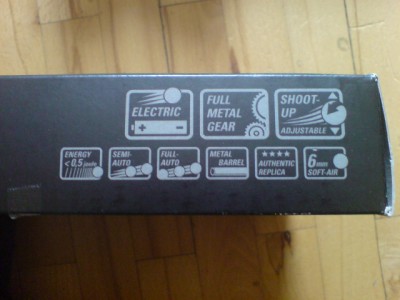 ELECTRIC
+ -
FULL
METAL
GEAR
SHOOT-
UP
ADJUSTABLE
ENERGY
< 0,5 joule
SEMI-
AUTO
FULL-
AUTO
METAL
BARREL
★★★★
AUTHENTIC
REPLICA
6mm
SOFT-AIR